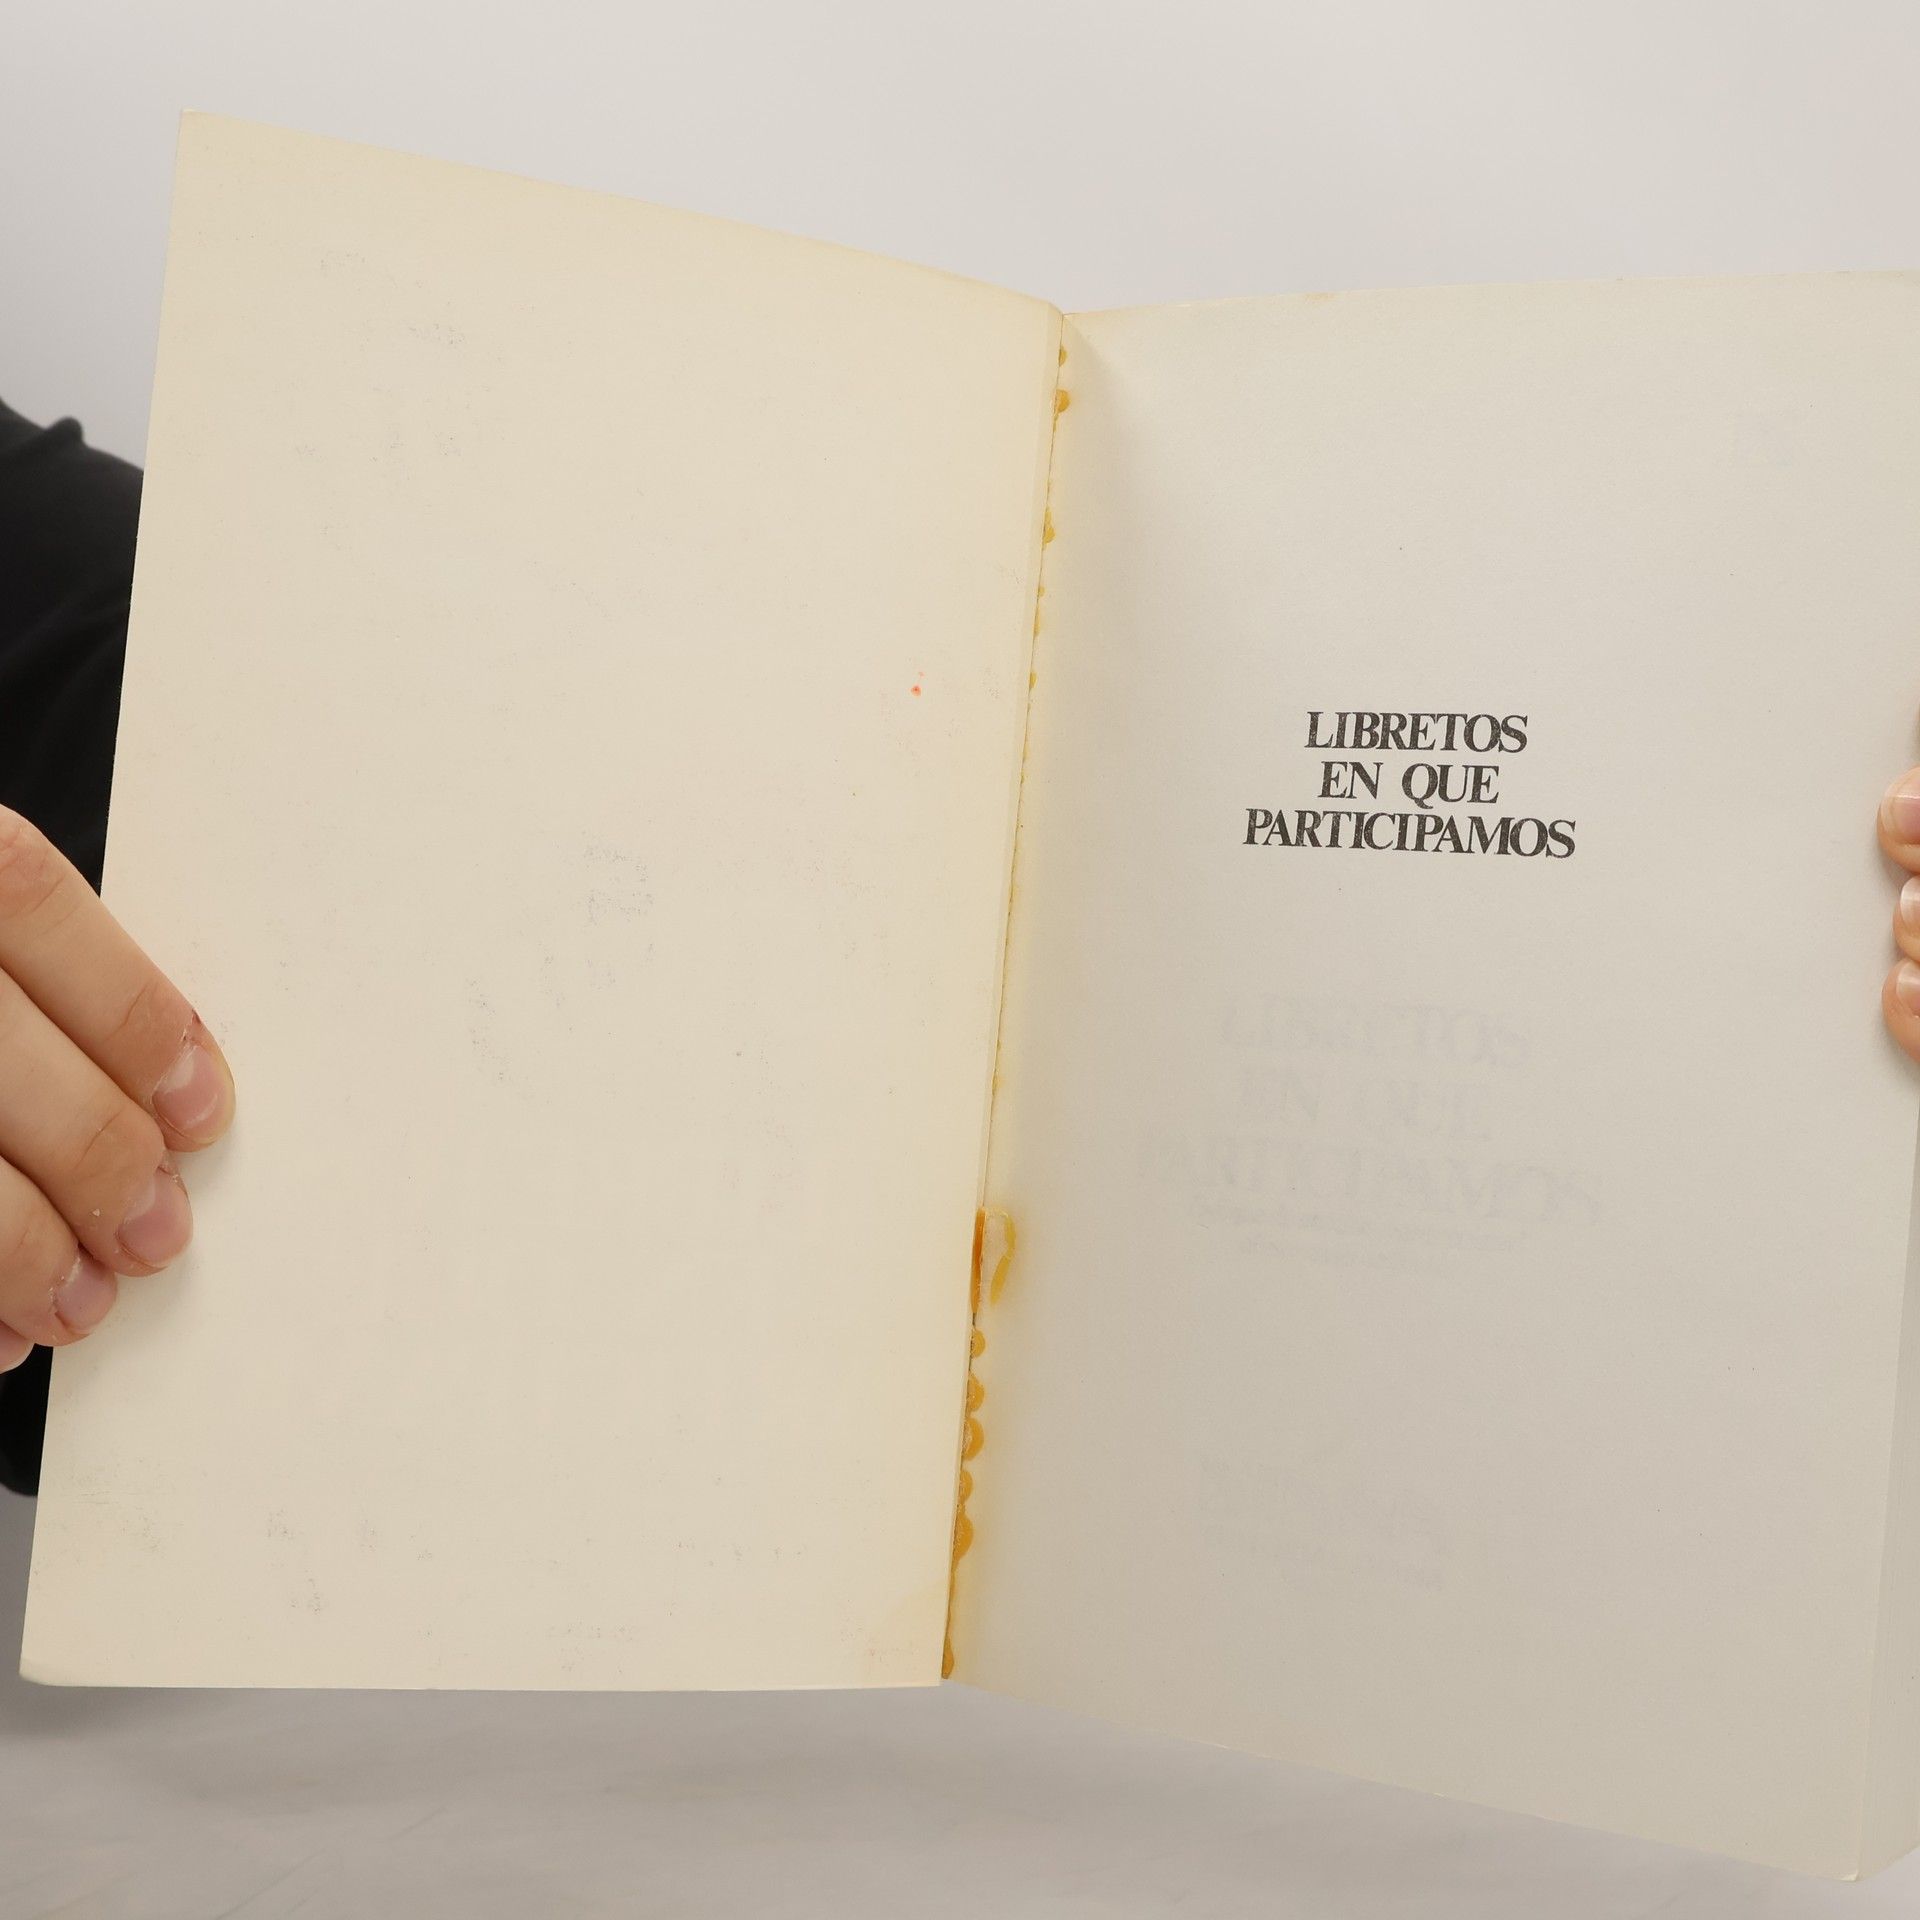 LIBRETOS
EN QUE
PARTICIPAMOS